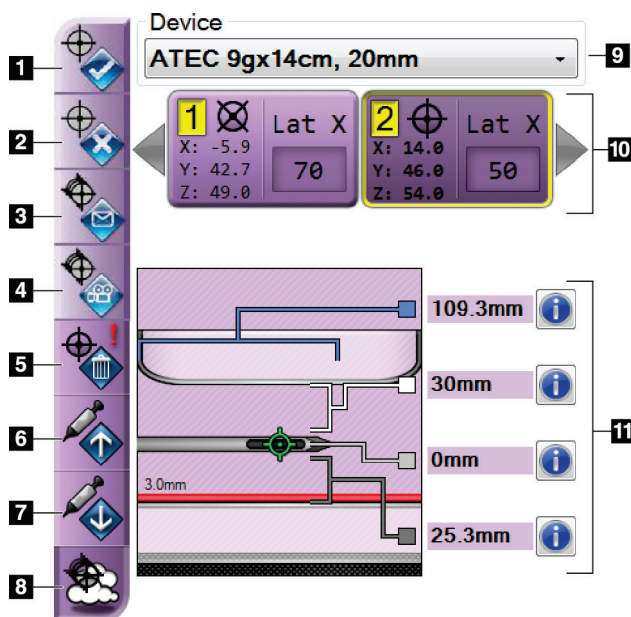 Device
1
ATEC 9gx14cm, 20mm
9
1
Lat X
X: -5.9
Y: 42.7
Z: 49.0
70
2
Lat X
X: 14.0
Y: 46.0
Z: 54.0
50
10
2
3
4
5
!
6
7
8
109.3mm
30mm
0mm
3.0mm
25.3mm
11